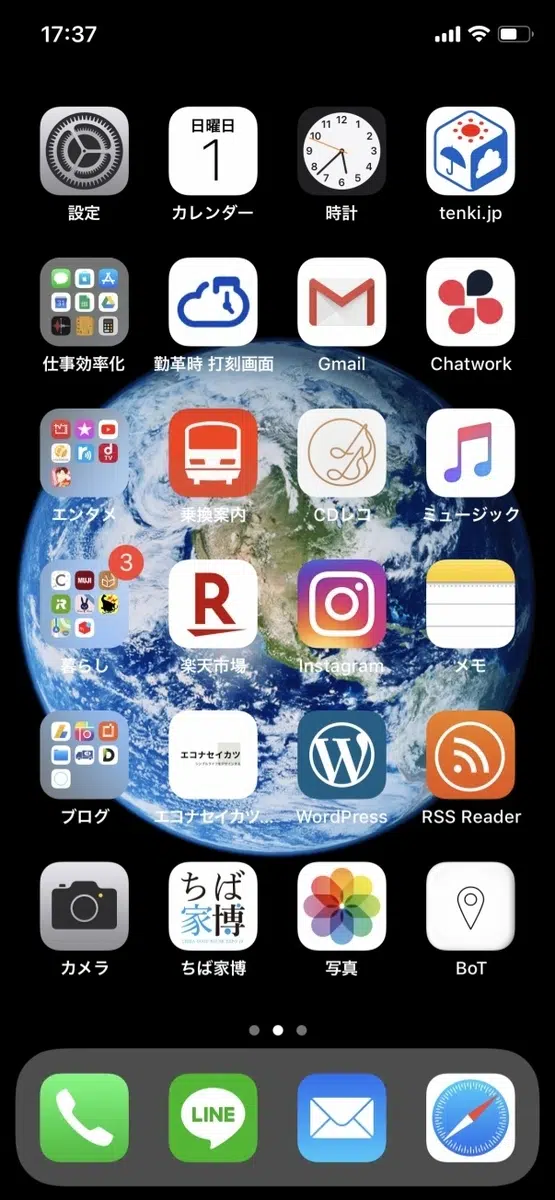 17:37
日曜日
1
設定
カレンダー
時計
tenki.jp
仕事効率化
勤革時 打刻画面
Gmail
Chatwork
エンタメ
乗換案内
CDレコ
ミュージック
3
R
暮らし
楽天市場
Instagram
メモ
エコナセイカツ
ブログ
エコナセイカツ...
WordPress
RSS Reader
ちば
家博
カメラ
ちば家博
写真
BoT
LINE